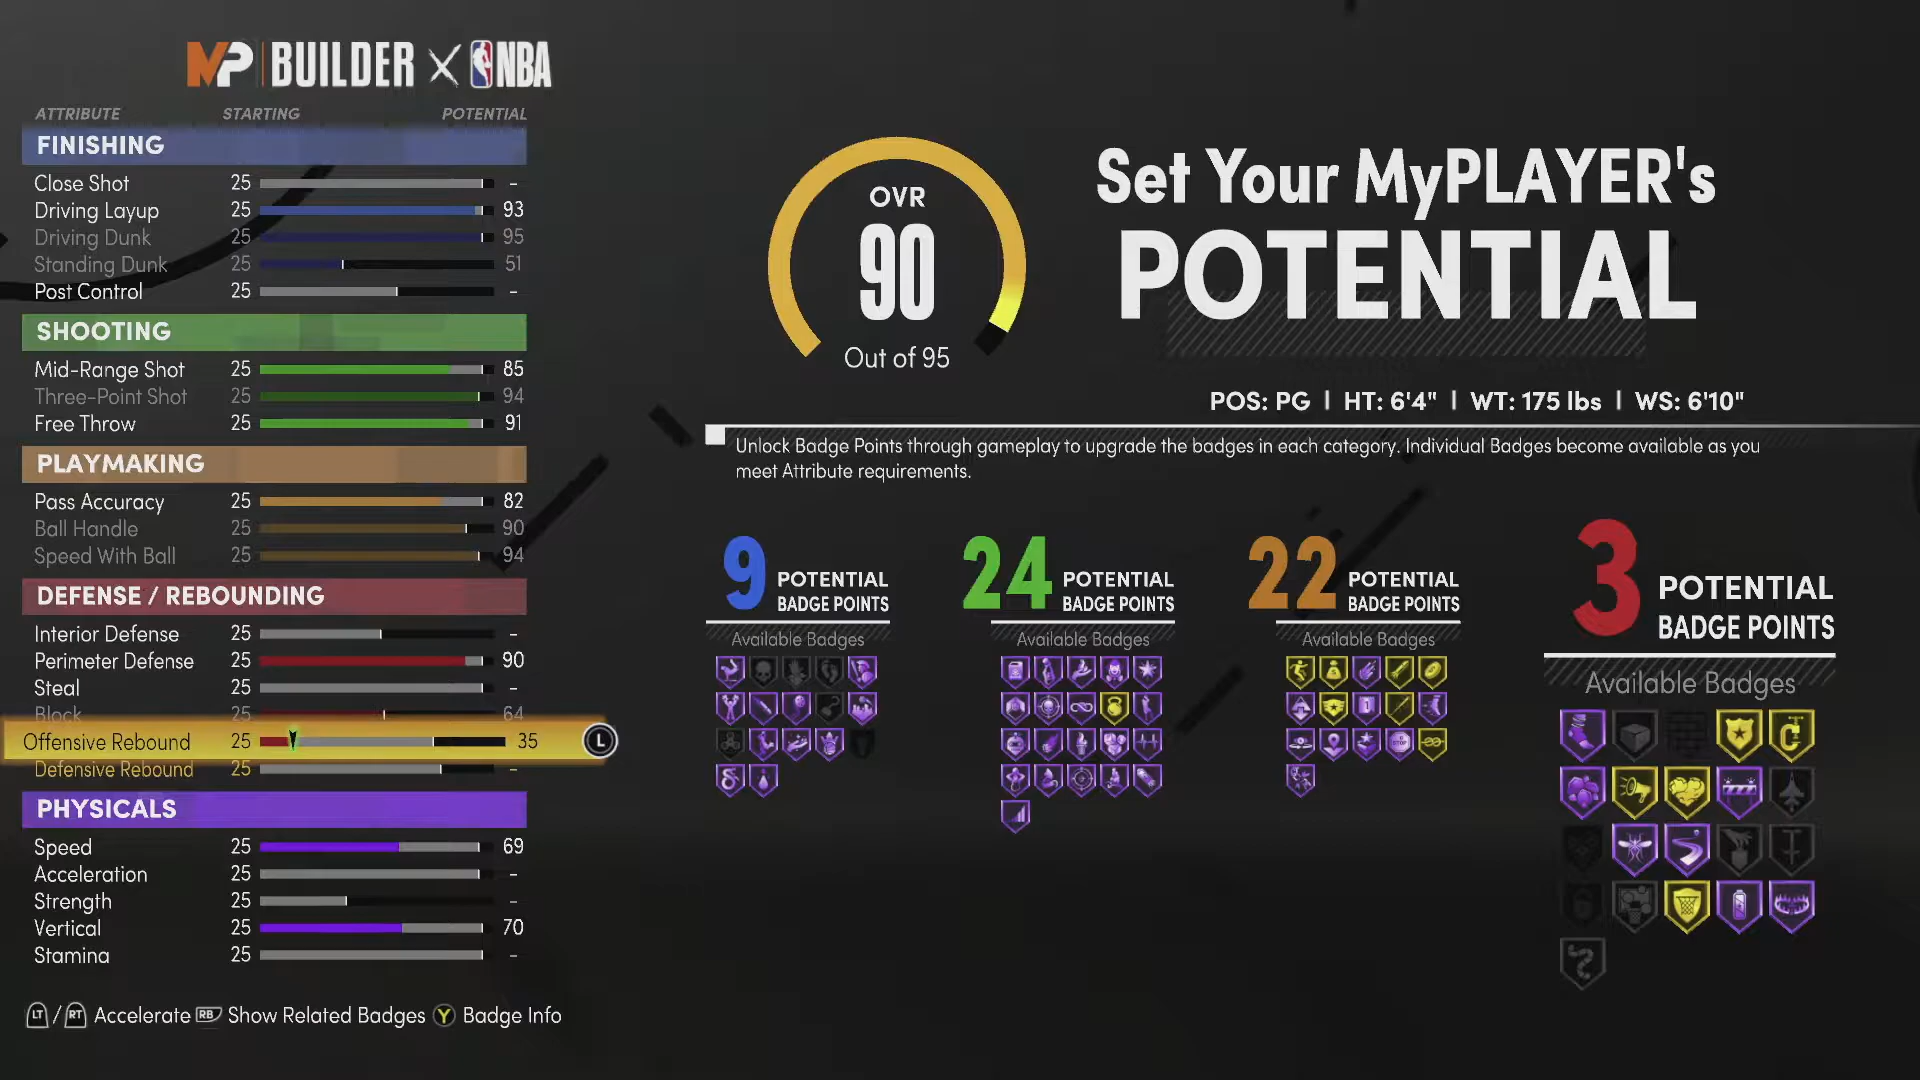 MP | BUILDER X NBA
ATTRIBUTE STARTING POTENTIAL
FINISHING
Close Shot 25 -
Driving Layup 25 93
Driving Dunk 25 95
Standing Dunk 25 51
Post Control 25 -
SHOOTING
Mid-Range Shot 25 85
Three-Point Shot 25 94
Free Throw 25 91
PLAYMAKING
Pass Accuracy 25 82
Ball Handle 25 90
Speed With Ball 25 94
DEFENSE / REBOUNDING
Interior Defense 25 -
Perimeter Defense 25 90
Steal 25 -
Block 25 64
Offensive Rebound 25 35 L
Defensive Rebound 25 -
PHYSICALS
Speed 25 69
Acceleration 25 -
Strength 25 -
Vertical 25 70
Stamina 25 -
LT / RT Accelerate RB Show Related Badges Y Badge Info
OVR
90
Out of 95
Set Your MyPLAYER's
POTENTIAL
POS: PG | HT: 6'4" | WT: 175 lbs | WS: 6'10"
Unlock Badge Points through gameplay to upgrade the badges in each category. Individual Badges become available as you
meet Attribute requirements.
9 POTENTIAL BADGE POINTS
Available Badges
24 POTENTIAL BADGE POINTS
Available Badges
22 POTENTIAL BADGE POINTS
Available Badges
3 POTENTIAL BADGE POINTS
Available Badges